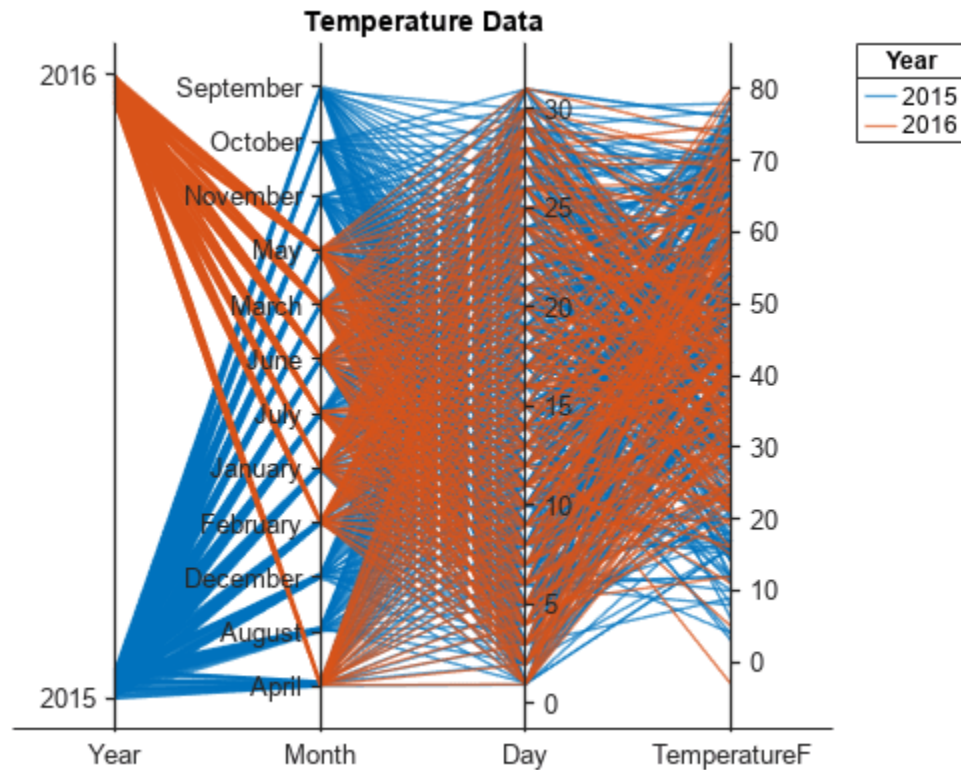 Temperature Data
2016
2015
Year
September
October
November
May
March
June
July
January
February
December
August
April
Month
30
25
20
15
10
5
0
Day
80
70
60
50
40
30
20
10
0
TemperatureF
Year
2015
2016